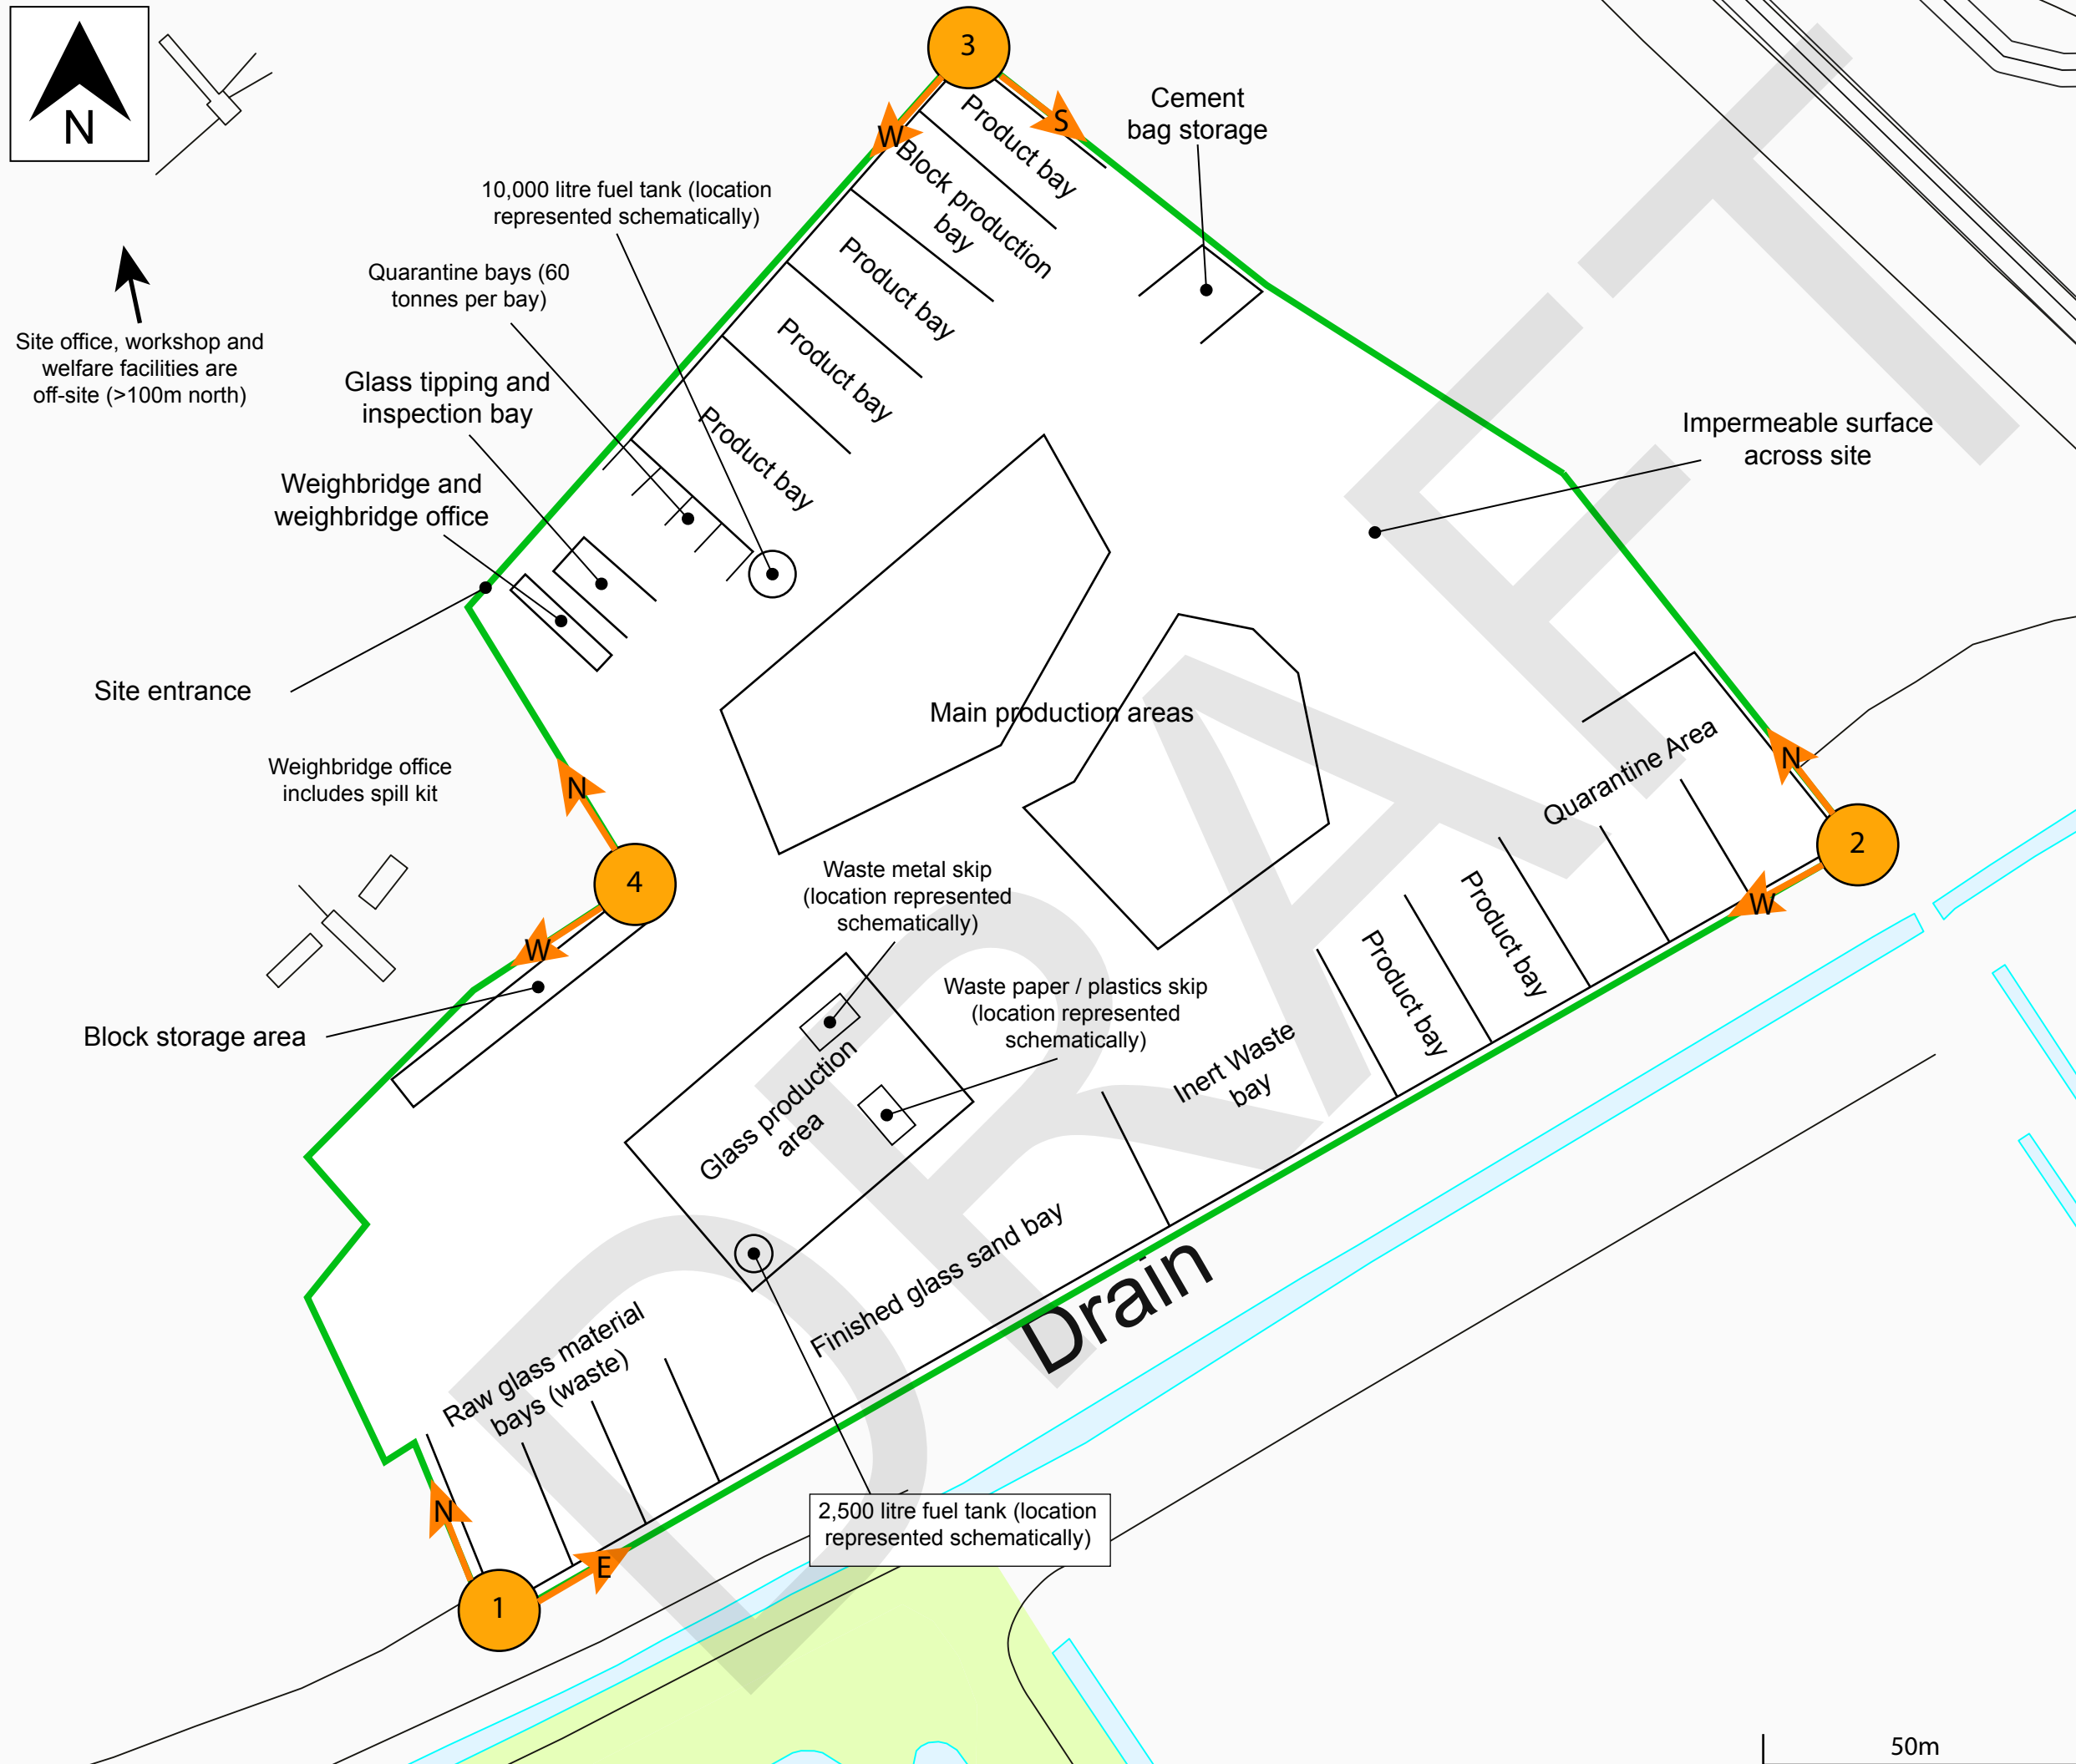 N
3
W
S
Cement
bag storage
Product bay
Block production
bay
10,000 litre fuel tank (location
represented schematically)
Product bay
Quarantine bays (60
tonnes per bay)
Site office, workshop and
welfare facilities are
off-site (>100m north)
Product bay
Glass tipping and
inspection bay
Product bay
Impermeable surface
across site
Weighbridge and
weighbridge office
Site entrance
Main production areas
Weighbridge office
includes spill kit
N
4
W
Quarantine Area
N
2
W
Waste metal skip
(location represented
schematically)
Product bay
Product bay
Block storage area
Waste paper / plastics skip
(location represented
schematically)
Glass production
area
Inert Waste
bay
Finished glass sand bay
Drain
Raw glass material
bays (waste)
2,500 litre fuel tank (location
represented schematically)
N
E
1
50m
DRAFT